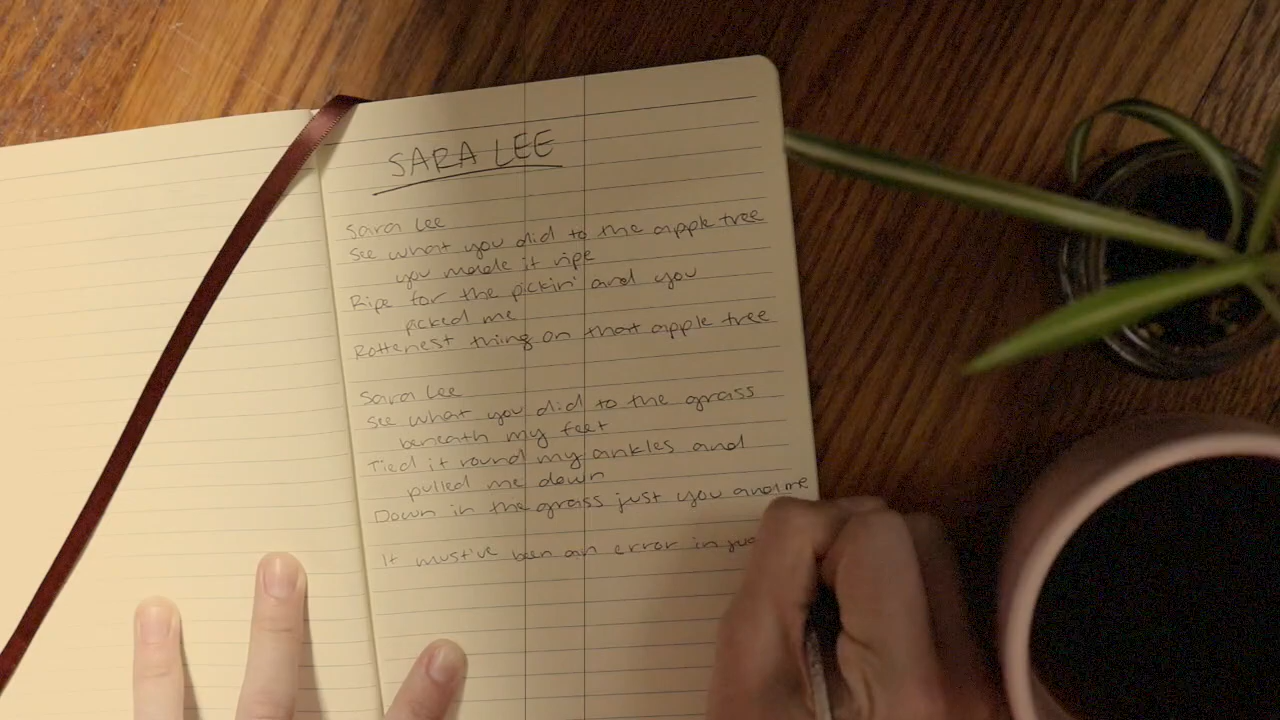 SARA LEE
Sara Lee
See what you did to the apple tree
you made it ripe
Ripe for the pickin' and you
picked me
Rottenest thing on that apple tree
Sara Lee
See what you did to the grass
beneath my feet
Tied it round my ankles and
pulled me down
Down in the grass just you and me
It must've been an error in